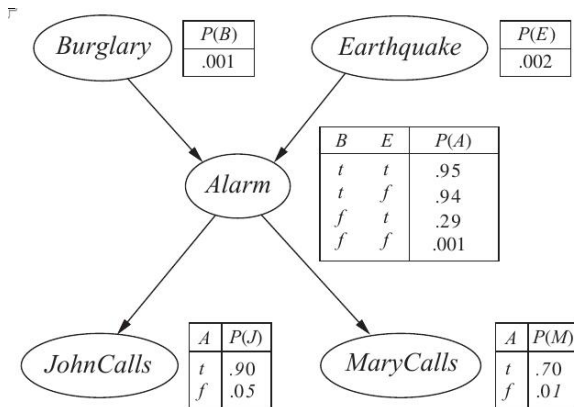 Burglary
P(B)
.001
Earthquake
P(E)
.002
B E P(A)
t t .95
t f .94
f t .29
f f .001
Alarm
JohnCalls
A P(J)
t .90
f .05
MaryCalls
A P(M)
t .70
f .01